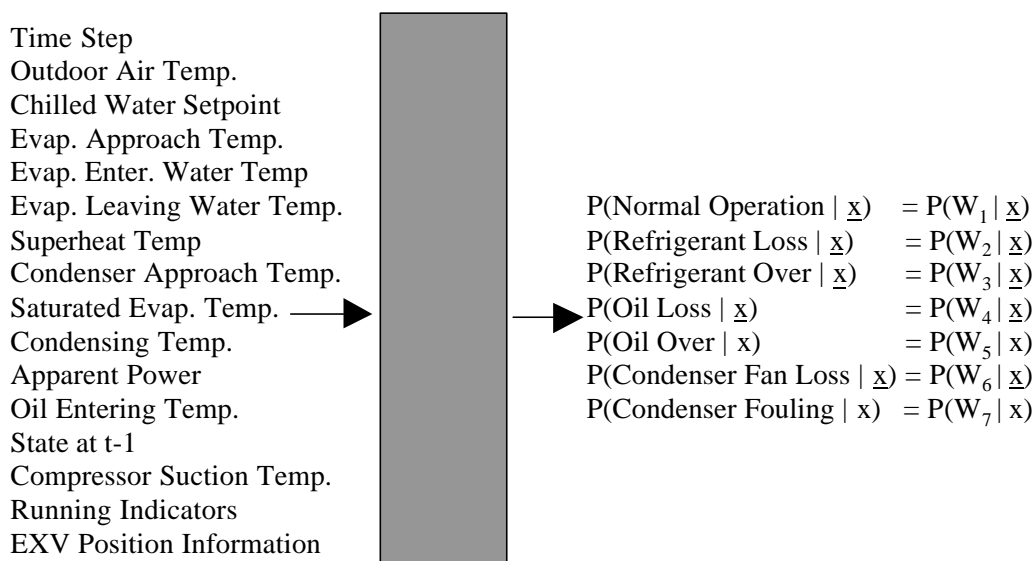 Time Step
Outdoor Air Temp.
Chilled Water Setpoint
Evap. Approach Temp.
Evap. Enter. Water Temp
Evap. Leaving Water Temp.
Superheat Temp
Condenser Approach Temp.
Saturated Evap. Temp.
Condensing Temp.
Apparent Power
Oil Entering Temp.
State at t-1
Compressor Suction Temp.
Running Indicators
EXV Position Information
P(Normal Operation | x) = P(W1 | x)
P(Refrigerant Loss | x) = P(W2 | x)
P(Refrigerant Over | x) = P(W3 | x)
P(Oil Loss | x) = P(W4 | x)
P(Oil Over | x) = P(W5 | x)
P(Condenser Fan Loss | x) = P(W6 | x)
P(Condenser Fouling | x) = P(W7 | x)